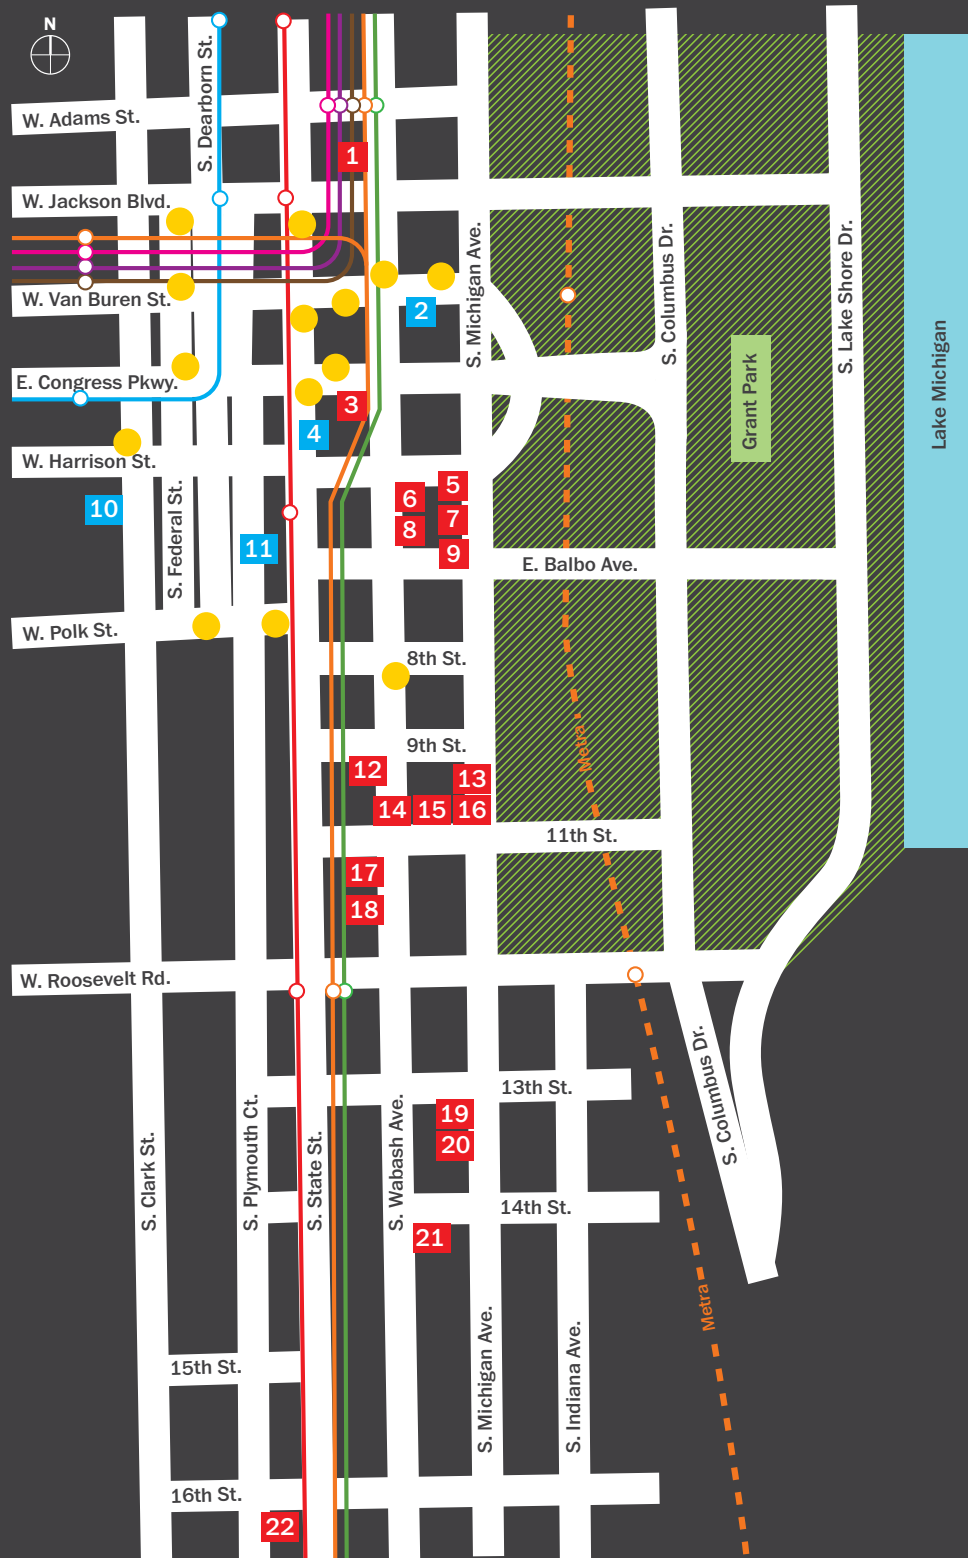 N
S. Dearborn St.
W. Adams St.
1
W. Jackson Blvd.
S. Michigan Ave.
S. Columbus Dr.
S. Lake Shore Dr.
W. Van Buren St.
2
Lake Michigan
Grant Park
E. Congress Pkwy.
3
4
W. Harrison St.
5
6
7
8
9
10
11
S. Federal St.
E. Balbo Ave.
W. Polk St.
8th St.
9th St.
Metra
12
13
14
15
16
11th St.
17
18
W. Roosevelt Rd.
S. Columbus Dr.
13th St.
19
20
S. Clark St.
S. Plymouth Ct.
S. State St.
S. Wabash Ave.
14th St.
21
Metra
S. Michigan Ave.
S. Indiana Ave.
15th St.
16th St.
22